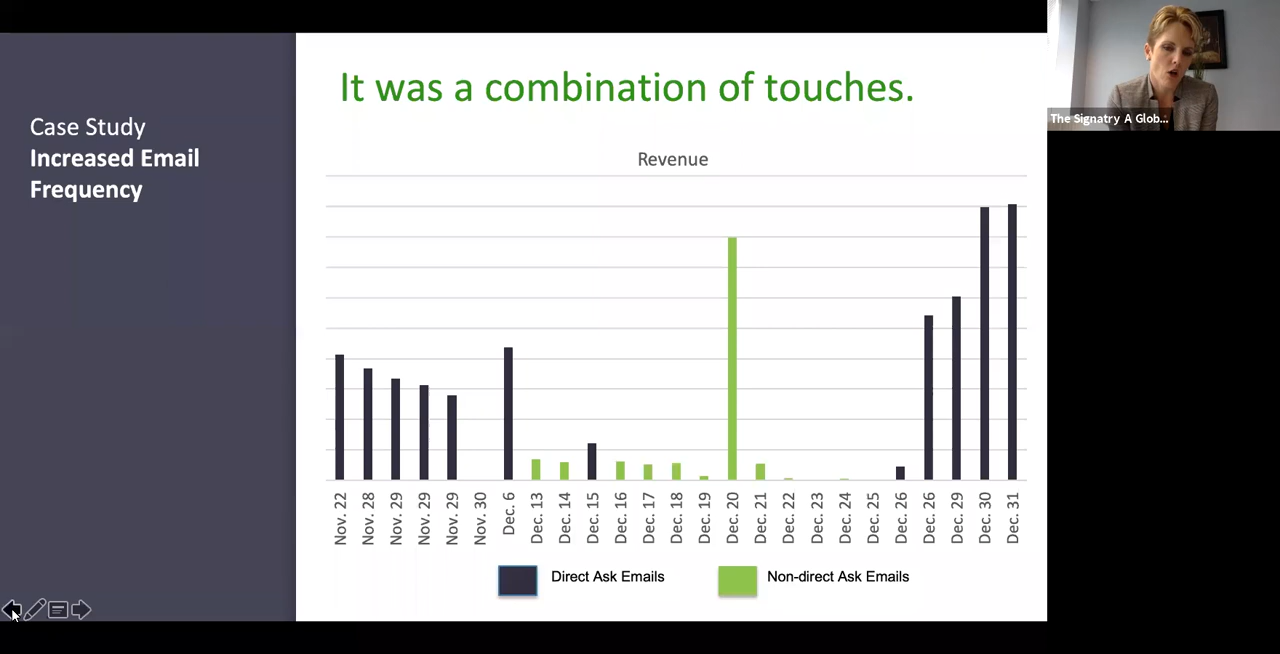 It was a combination of touches.
Case Study
Increased Email
Frequency
The Signatry A Glob...
Revenue
Nov. 22
Nov. 28
Nov. 29
Nov. 29
Nov. 29
Nov. 30
Dec. 6
Dec. 13
Dec. 14
Dec. 15
Dec. 16
Dec. 17
Dec. 18
Dec. 19
Dec. 20
Dec. 21
Dec. 22
Dec. 23
Dec. 24
Dec. 25
Dec. 26
Dec. 26
Dec. 29
Dec. 30
Dec. 31
Direct Ask Emails
Non-direct Ask Emails